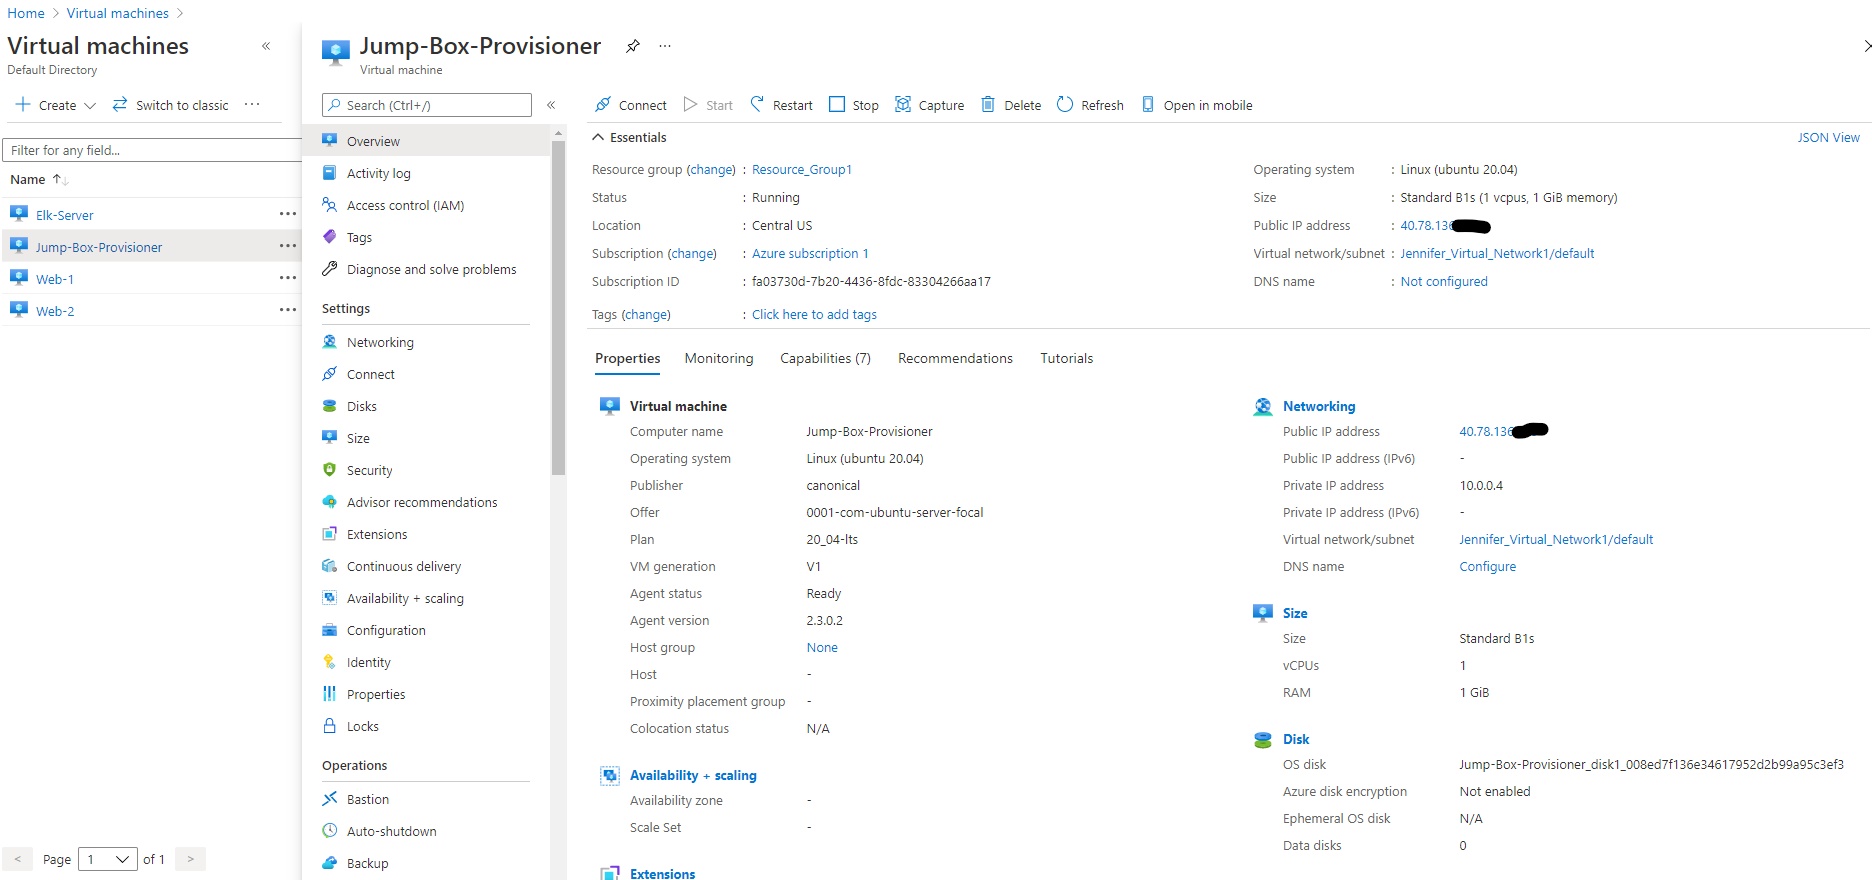 Home > Virtual machines >
Virtual machines «
Default Directory
Create Switch to classic ...
Filter for any field...
Name ↑↓
Elk-Server ...
Jump-Box-Provisioner ...
Web-1 ...
Web-2 ...
< Page 1 of 1 >
Jump-Box-Provisioner ...
Virtual machine
Search (Ctrl+/) «
Overview
Activity log
Access control (IAM)
Tags
Diagnose and solve problems
Settings
Networking
Connect
Disks
Size
Security
Advisor recommendations
Extensions
Continuous delivery
Availability + scaling
Configuration
Identity
Properties
Locks
Operations
Bastion
Auto-shutdown
Backup
Connect Start Restart Stop Capture Delete Refresh Open in mobile
Essentials JSON View
Resource group (change) : Resource_Group1
Status : Running
Location : Central US
Subscription (change) : Azure subscription 1
Subscription ID : fa03730d-7b20-4436-8fdc-83304266aa17
Tags (change) : Click here to add tags
Operating system : Linux (ubuntu 20.04)
Size : Standard B1s (1 vcpus, 1 GiB memory)
Public IP address : 40.78.136
Virtual network/subnet : Jennifer_Virtual_Network1/default
DNS name : Not configured
Properties Monitoring Capabilities (7) Recommendations Tutorials
Virtual machine
Computer name Jump-Box-Provisioner
Operating system Linux (ubuntu 20.04)
Publisher canonical
Offer 0001-com-ubuntu-server-focal
Plan 20_04-lts
VM generation V1
Agent status Ready
Agent version 2.3.0.2
Host group None
Host -
Proximity placement group -
Colocation status N/A
Availability + scaling
Availability zone -
Scale Set -
Extensions
Networking
Public IP address 40.78.136
Public IP address (IPv6) -
Private IP address 10.0.0.4
Private IP address (IPv6) -
Virtual network/subnet Jennifer_Virtual_Network1/default
DNS name Configure
Size
Size Standard B1s
vCPUs 1
RAM 1 GiB
Disk
OS disk Jump-Box-Provisioner_disk1_008ed7f136e34617952d2b99a95c3ef3
Azure disk encryption Not enabled
Ephemeral OS disk N/A
Data disks 0